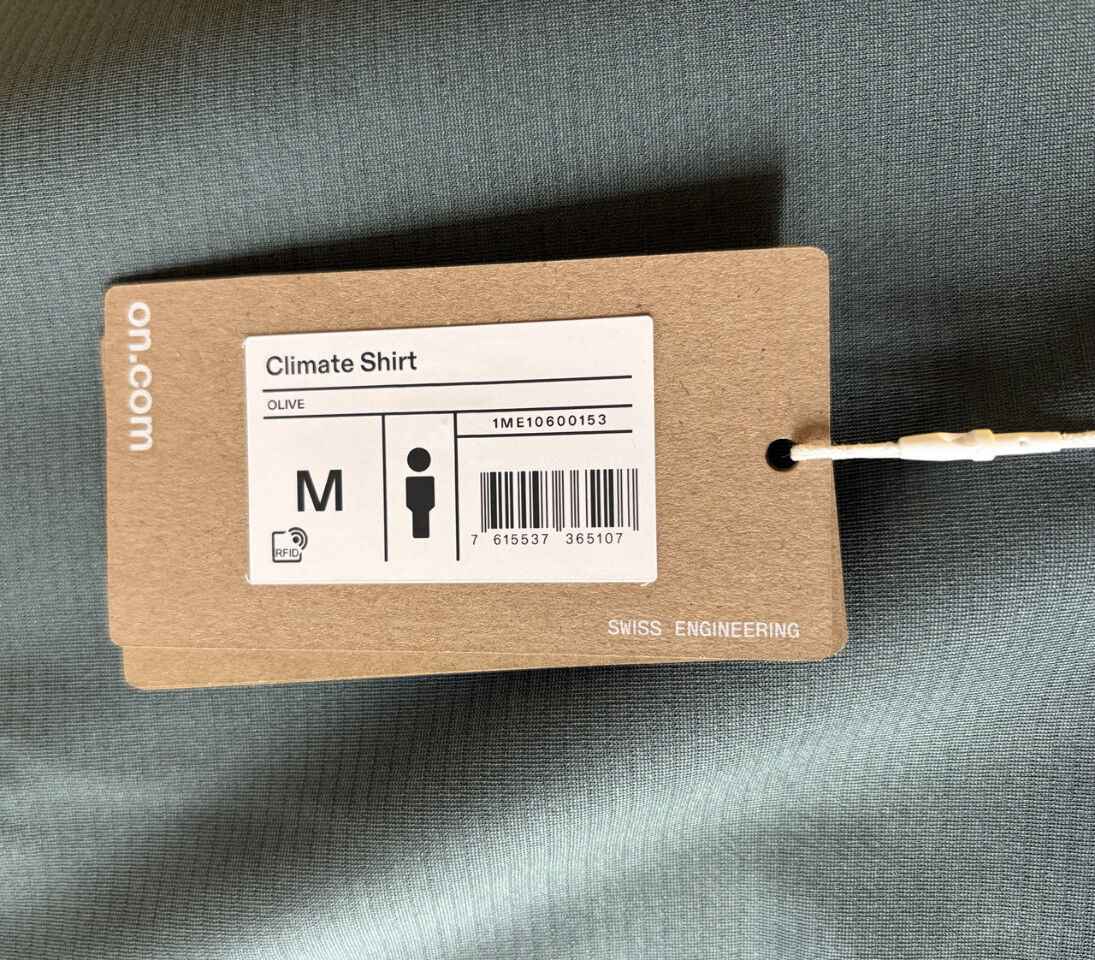 on.com
Climate Shirt
OLIVE
1ME10600153
M
RFID
7 615537 365107
SWISS ENGINEERING